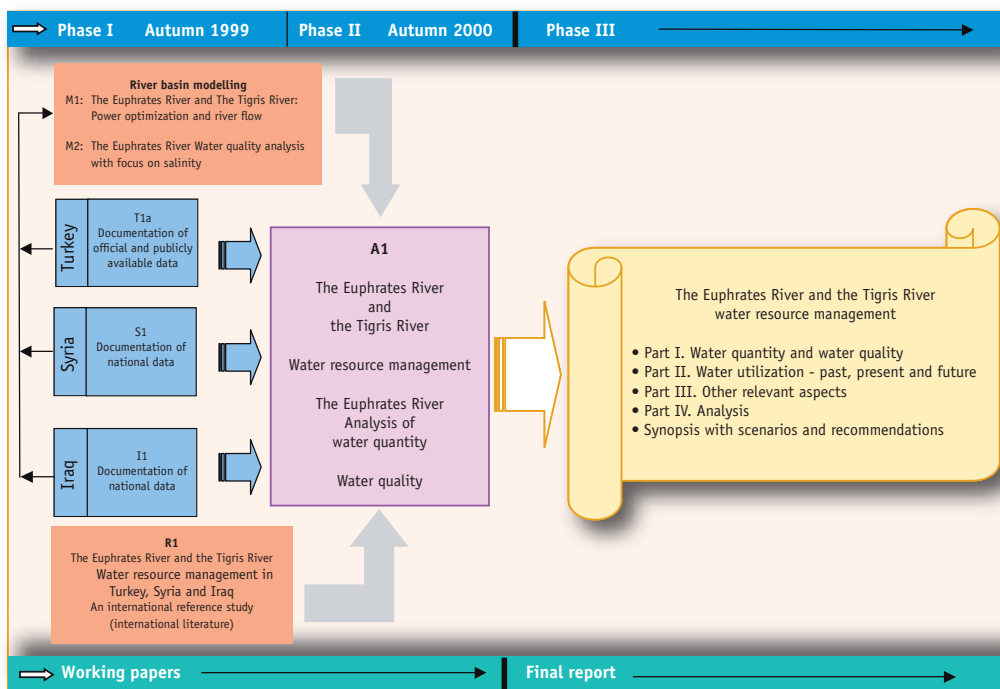 Phase I Autumn 1999 Phase II Autumn 2000 Phase III
River basin modelling
M1: The Euphrates River and The Tigris River:
Power optimization and river flow
M2: The Euphrates River Water quality analysis
with focus on salinity
Turkey
T1a
Documentation of
official and publicly
available data
Syria
S1
Documentation of
national data
Iraq
I1
Documentation of
national data
R1
The Euphrates River and the Tigris River
Water resource management in
Turkey, Syria and Iraq
An international reference study
(international literature)
A1
The Euphrates River
and
the Tigris River
Water resource management
The Euphrates River
Analysis of
water quantity
Water quality
The Euphrates River and the Tigris River
water resource management
• Part I. Water quantity and water quality
• Part II. Water utilization - past, present and future
• Part III. Other relevant aspects
• Part IV. Analysis
• Synopsis with scenarios and recommendations
Working papers Final report